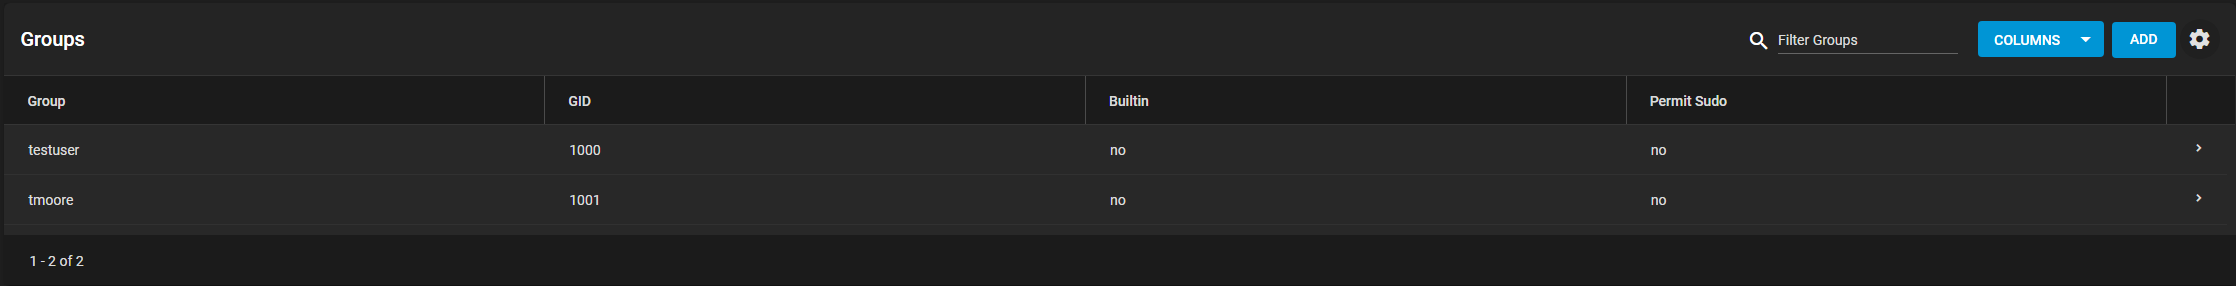 Groups Filter Groups COLUMNS ADD
Group GID Builtin Permit Sudo
testuser 1000 no no
tmoore 1001 no no
1 - 2 of 2